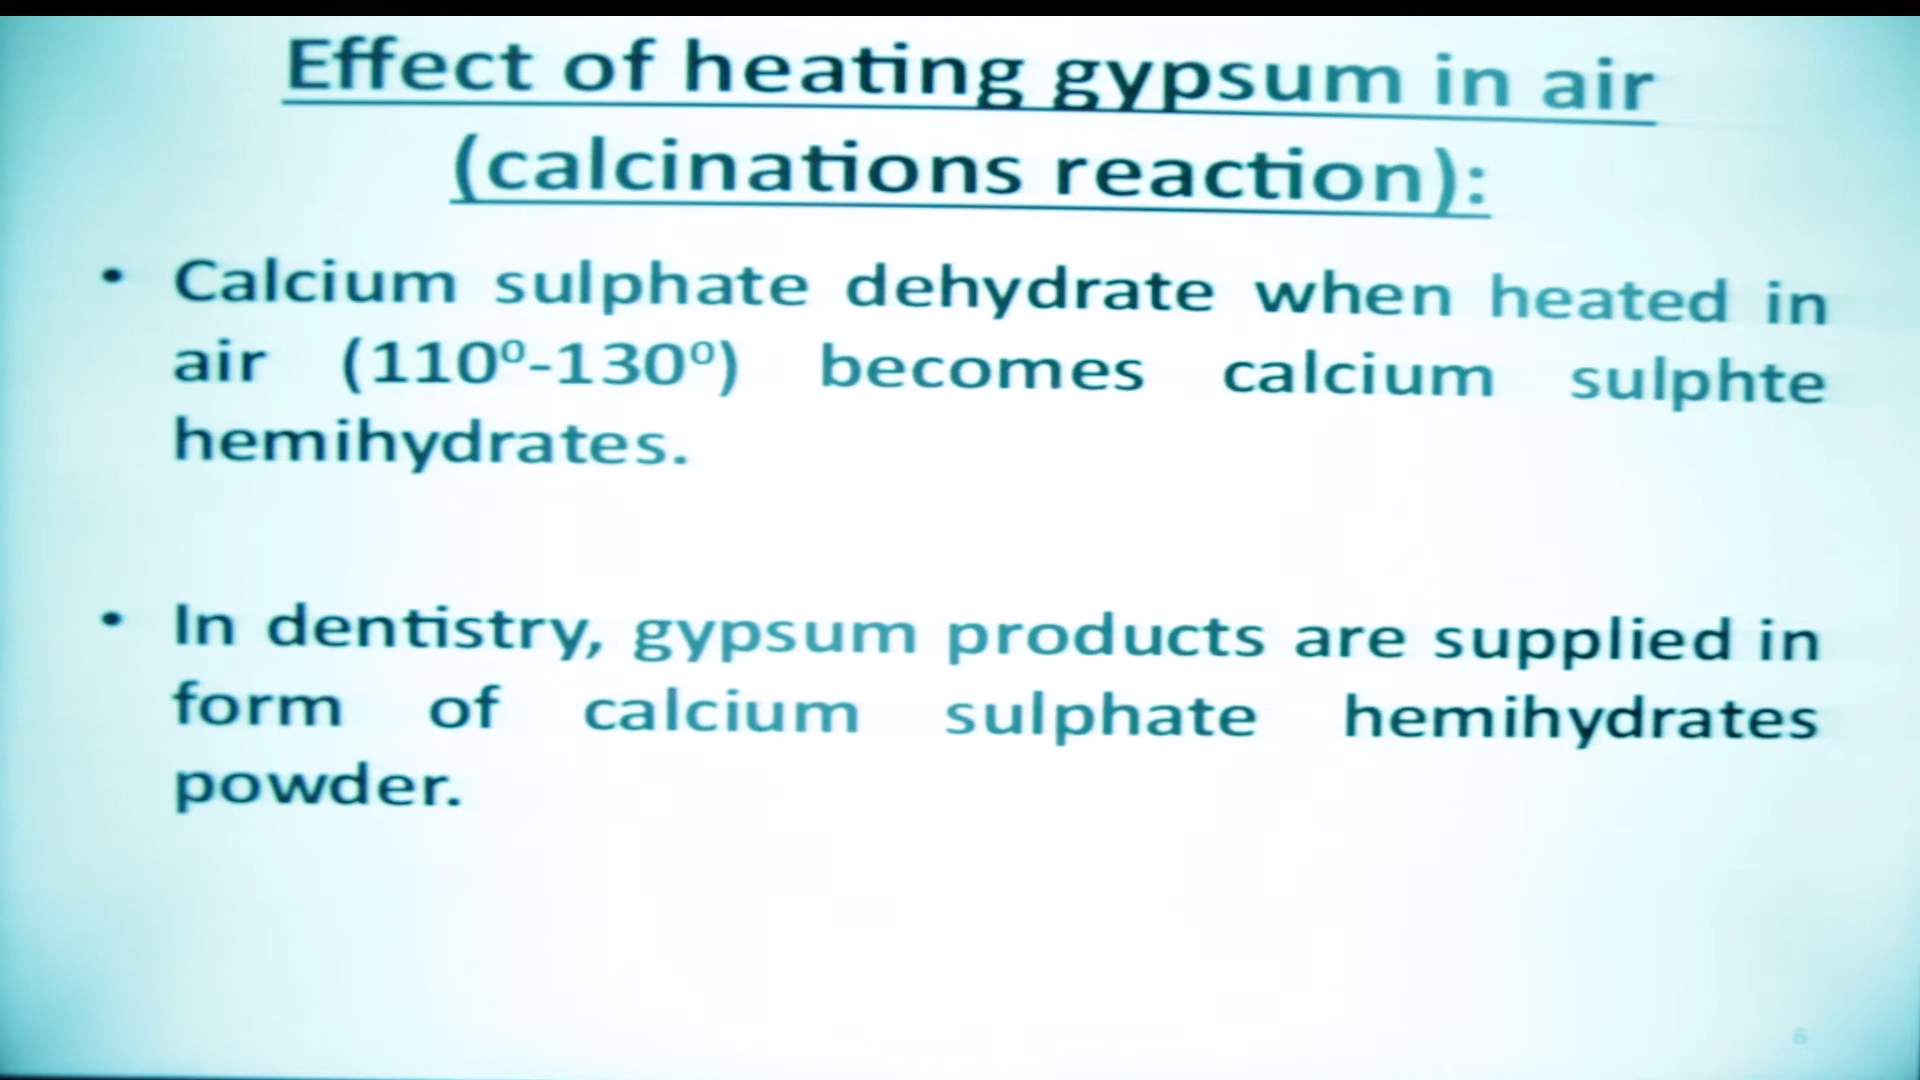 Effect of heating gypsum in air
(calcinations reaction):
• Calcium sulphate dehydrate when heated in
air (110⁰-130⁰) becomes calcium sulphte
hemihydrates.
• In dentistry, gypsum products are supplied in
form of calcium sulphate hemihydrates
powder.
6